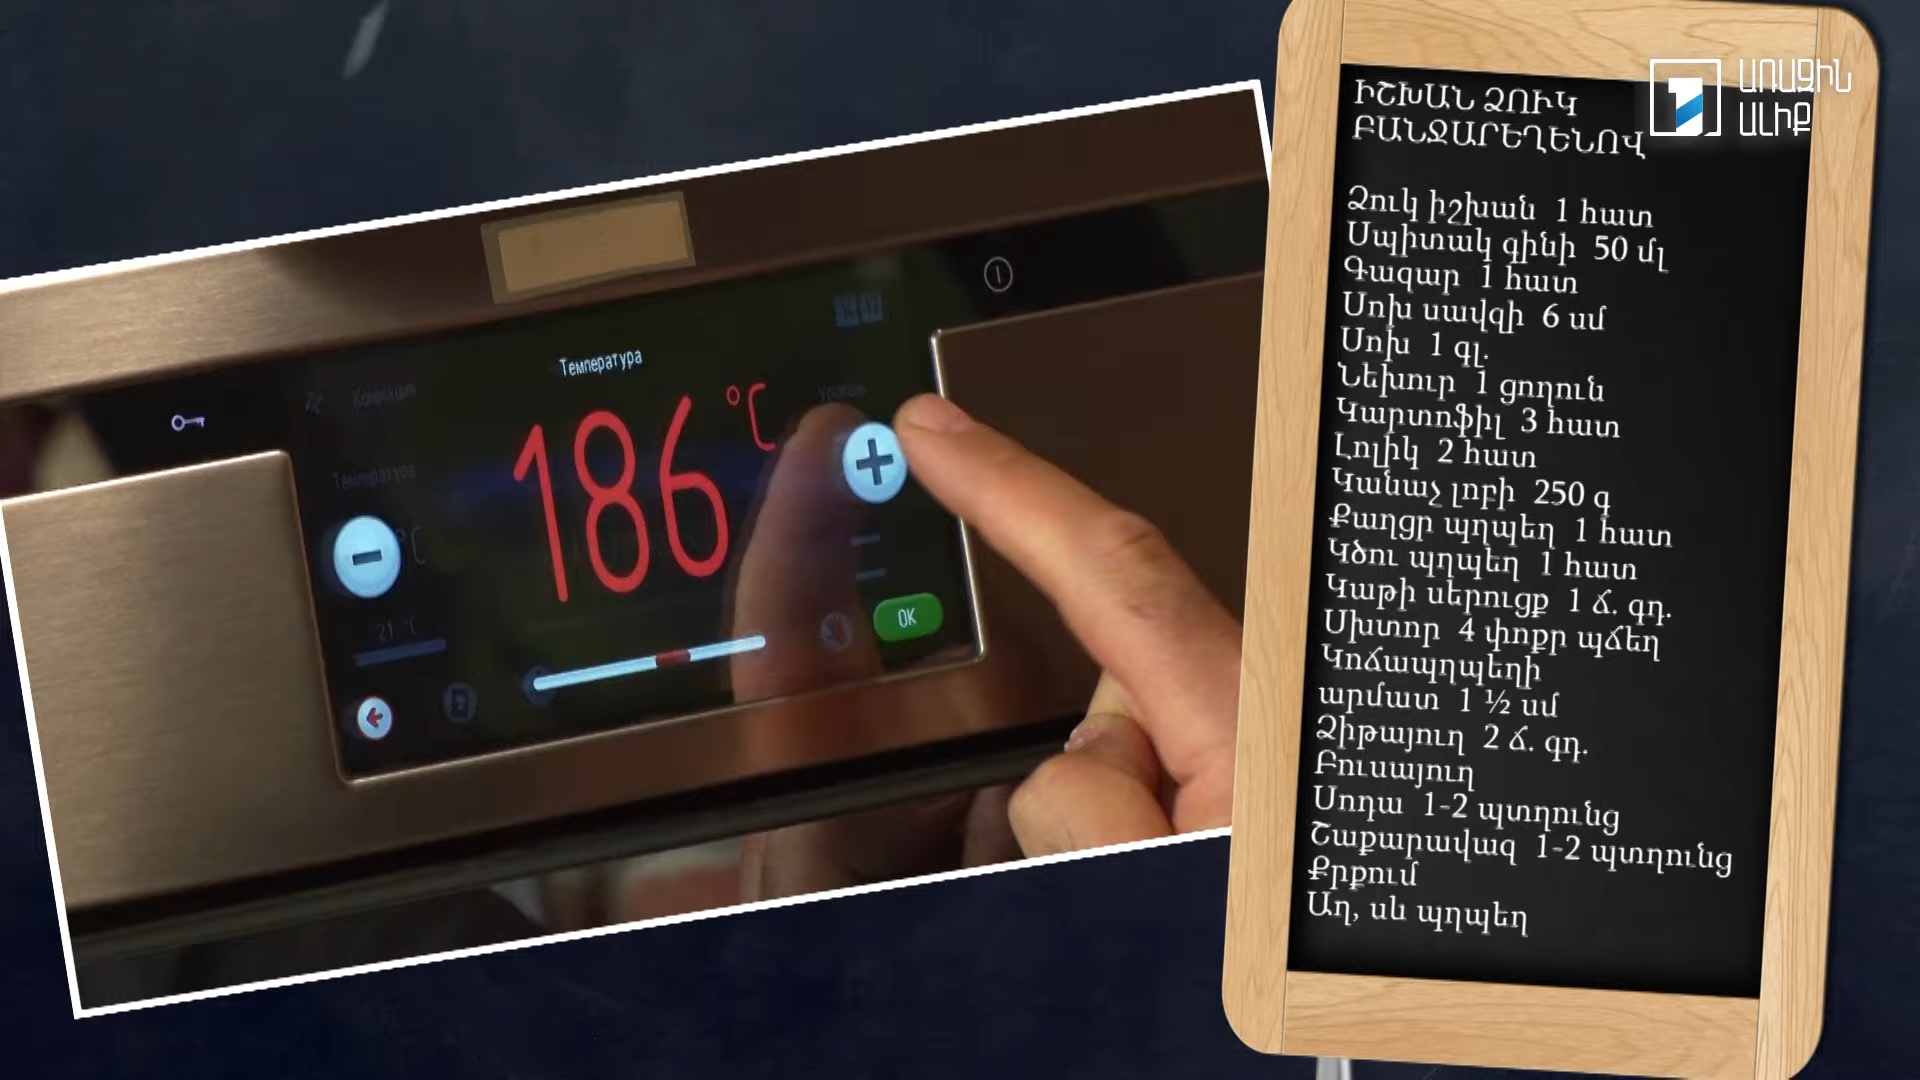 Температура
186 °C
OK
ԱՌԱՋԻՆ
ԱԼԻՔ
ԻՇԽԱՆ ՁՈՒԿ
ԲԱՆՋԱՐԵՂԵՆՈՎ
Ձուկ իշխան 1 հատ
Սպիտակ գինի 50 մլ
Գազար 1 հատ
Սոխ սավզի 6 սմ
Սոխ 1 գլ.
Նեխուր 1 ցողուն
Կարտոֆիլ 3 հատ
Լոլիկ 2 հատ
Կանաչ լոբի 250 գ
Քաղցր պղպեղ 1 հատ
Կծու պղպեղ 1 հատ
Կաթի սերուցք 1 ճ. գդ.
Սխտոր 4 փոքր պճեղ
Կոճապղպեղի
արմատ 1 ½ սմ
Ձիթայուղ 2 ճ. գդ.
Բուսայուղ
Սոդա 1-2 պտղունց
Շաքարավազ 1-2 պտղունց
Քրքում
Աղ, սև պղպեղ